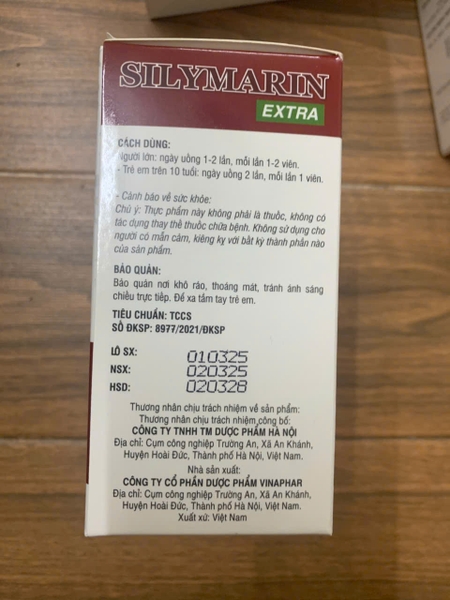 SILYMARIN
EXTRA
CÁCH DÙNG:
Người lớn: ngày uống 1-2 lần, mỗi lần 1-2 viên.
- Trẻ em trên 10 tuổi: ngày uống 2 lần, mỗi lần 1 viên.
- Cảnh báo về sức khỏe:
Chú ý: Thực phẩm này không phải là thuốc, không có
tác dụng thay thế thuốc chữa bệnh. Không sử dụng cho
người có mẫn cảm, kiêng kỵ với bất kỳ thành phần nào
của sản phẩm.
BẢO QUẢN:
Bảo quản nơi khô ráo, thoáng mát, tránh ánh sáng
chiếu trực tiếp. Để xa tầm tay trẻ em.
TIÊU CHUẨN: TCCS
SỐ ĐKSP: 8977/2021/ĐKSP
LÔ SX: 010325
NSX: 020325
HSD: 020328
Thương nhân chịu trách nhiệm về sản phẩm:
Thương nhân chịu trách nhiệm công bố:
CÔNG TY TNHH TM DƯỢC PHẨM HÀ NỘI
Địa chỉ: Cụm công nghiệp Trường An, Xã An Khánh,
Huyện Hoài Đức, Thành phố Hà Nội, Việt Nam.
Nhà sản xuất:
CÔNG TY CỔ PHẦN DƯỢC PHẨM VINAPHAR
Địa chỉ: Cụm công nghiệp Trường An, Xã An Khánh,
Huyện Hoài Đức, Thành phố Hà Nội, Việt Nam.
Xuất xứ: Việt Nam